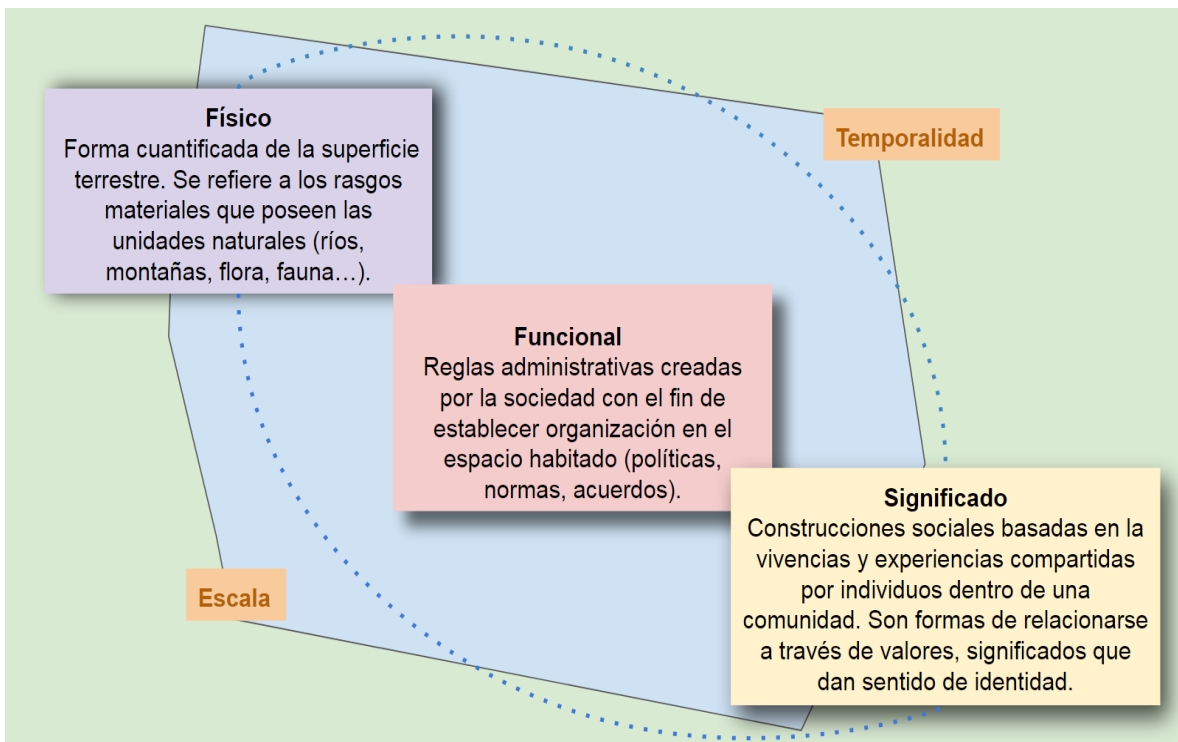 Físico
Forma cuantificada de la superficie
terrestre. Se refiere a los rasgos
materiales que poseen las
unidades naturales (ríos,
montañas, flora, fauna…).
Temporalidad
Funcional
Reglas administrativas creadas
por la sociedad con el fin de
establecer organización en el
espacio habitado (políticas,
normas, acuerdos).
Significado
Construcciones sociales basadas en la
vivencias y experiencias compartidas
por individuos dentro de una
comunidad. Son formas de relacionarse
a través de valores, significados que
dan sentido de identidad.
Escala